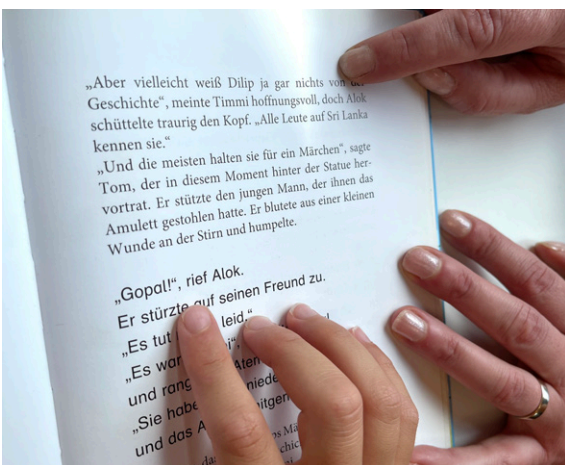 „Aber vielleicht weiß Dilip ja gar nichts von der
Geschichte“, meinte Timmi hoffnungsvoll, doch Alok
schüttelte traurig den Kopf. „Alle Leute auf Sri Lanka
kennen sie.“
„Und die meisten halten sie für ein Märchen“, sagte
Tom, der in diesem Moment hinter der Statue her-
vortrat. Er stützte den jungen Mann, der ihnen das
Amulett gestohlen hatte. Er blutete aus einer kleinen
Wunde an der Stirn und humpelte.
„Gopal!“, rief Alok.
Er stürzte auf seinen Freund zu.
„Es tut leid.“
„Es war
und Atem
„Sie
und das